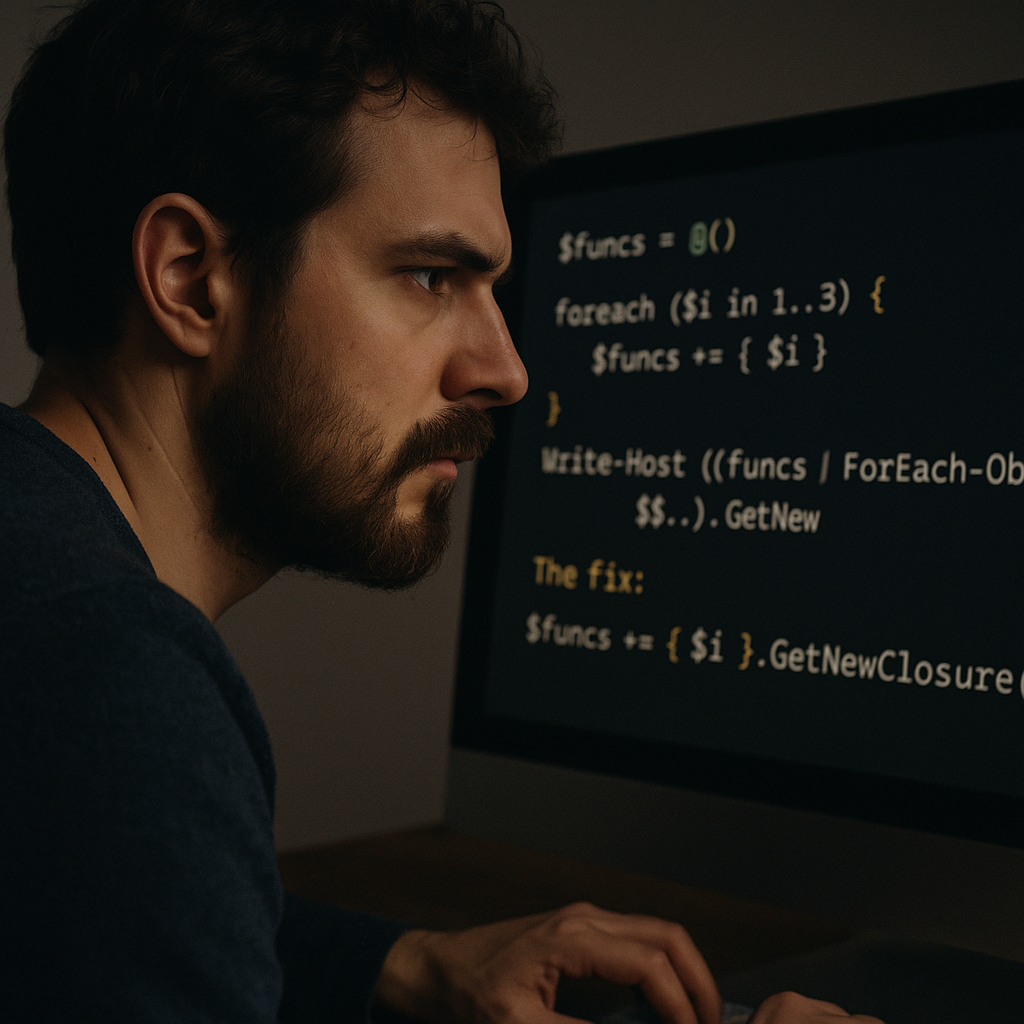 $funcs = @()
foreach ($i in 1..3) {
$funcs += { $i }
}
Write-Host ((funcs | ForEach-Ob
$$..).GetNew
The fix:
$funcs += { $i }.GetNewClosure(